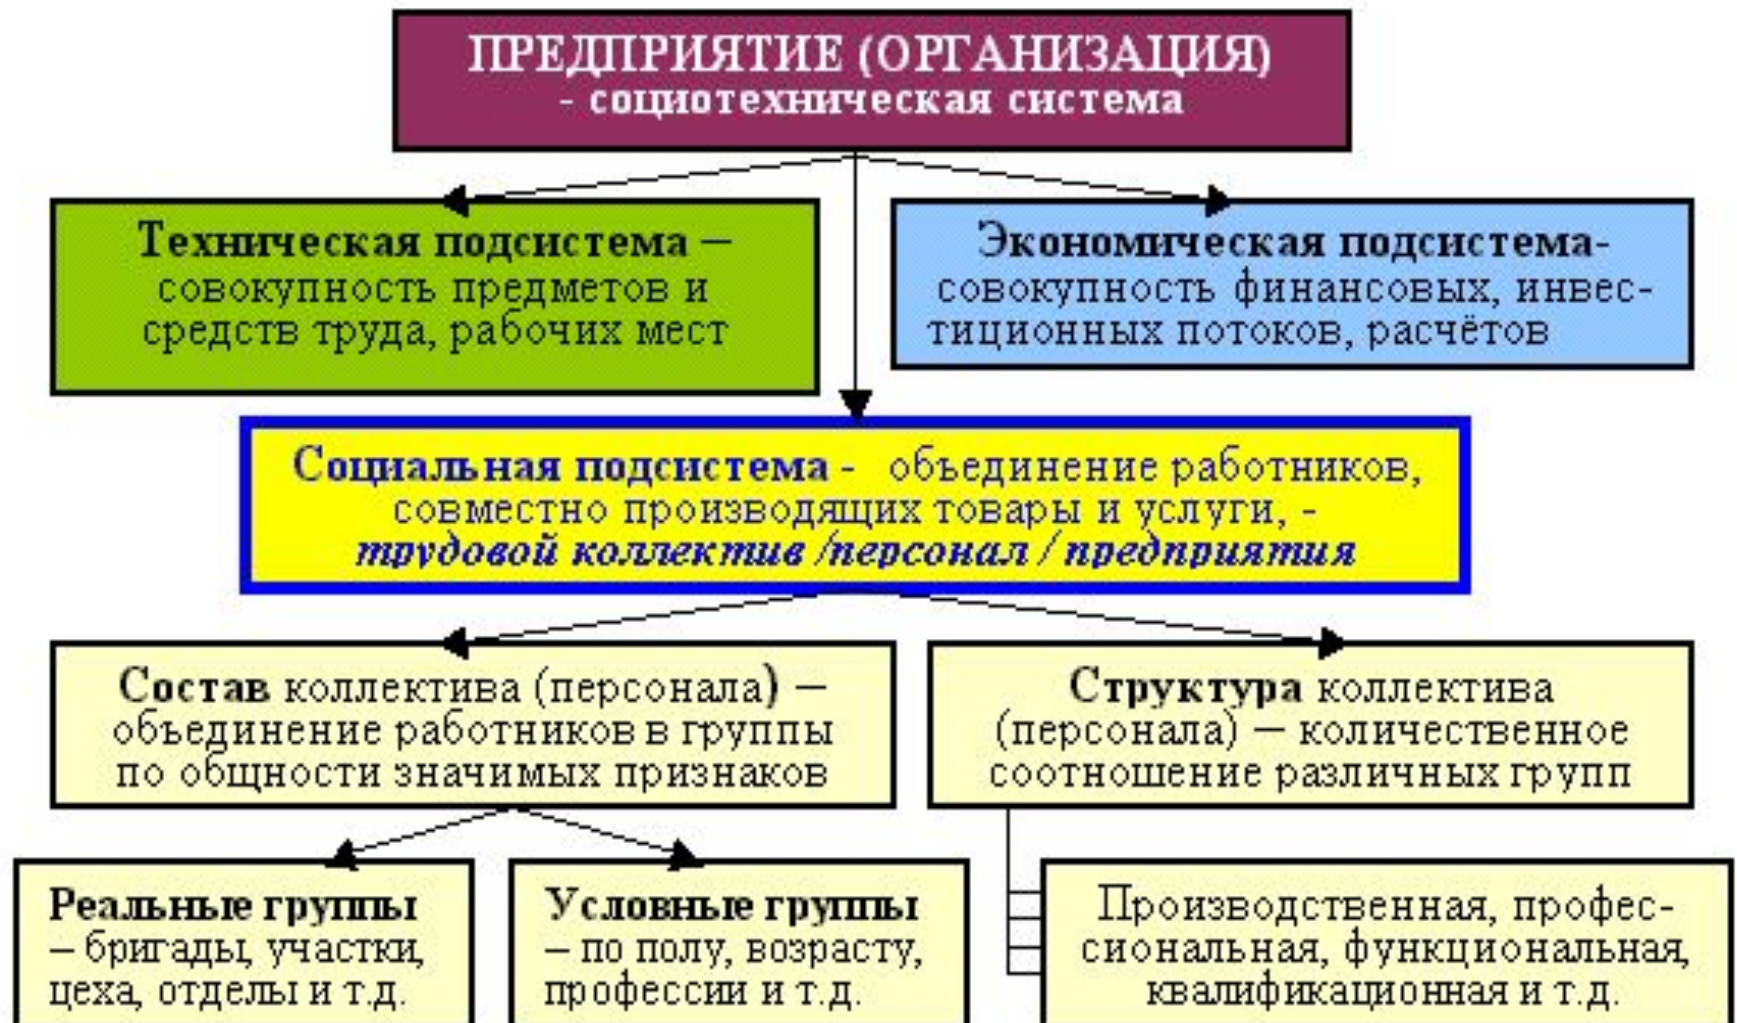 ПРЕДПРИЯТИЕ (ОРГАНИЗАЦИЯ)
- социотехническая система
Техническая подсистема –
совокупность предметов и
средств труда, рабочих мест
Экономическая подсистема-
совокупность финансовых, инвес-
тиционных потоков, расчётов
Социальная подсистема - объединение работников,
совместно производящих товары и услуги, -
трудовой коллектив /персонал / предприятия
Состав коллектива (персонала) –
объединение работников в группы
по общности значимых признаков
Структура коллектива
(персонала) – количественное
соотношение различных групп
Реальные группы
– бригады, участки,
цеха, отделы и т.д.
Условные группы
– по полу, возрасту,
профессии и т.д.
Производственная, профес-
сиональная, функциональная,
квалификационная и т.д.